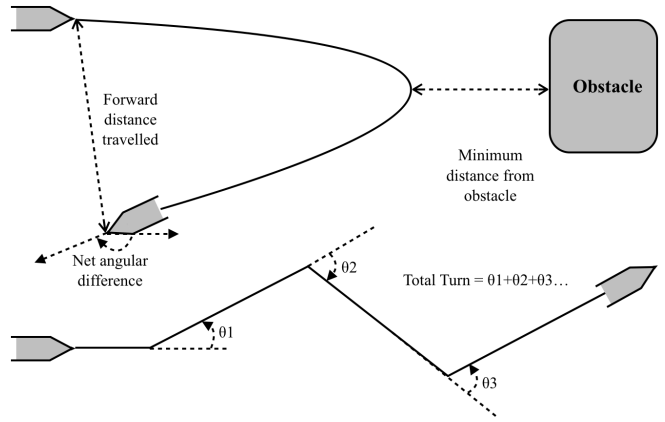 Obstacle
Forward
distance
travelled
Minimum
distance from
obstacle
Net angular
difference
θ2
Total Turn = θ1+θ2+θ3…
θ1
θ3